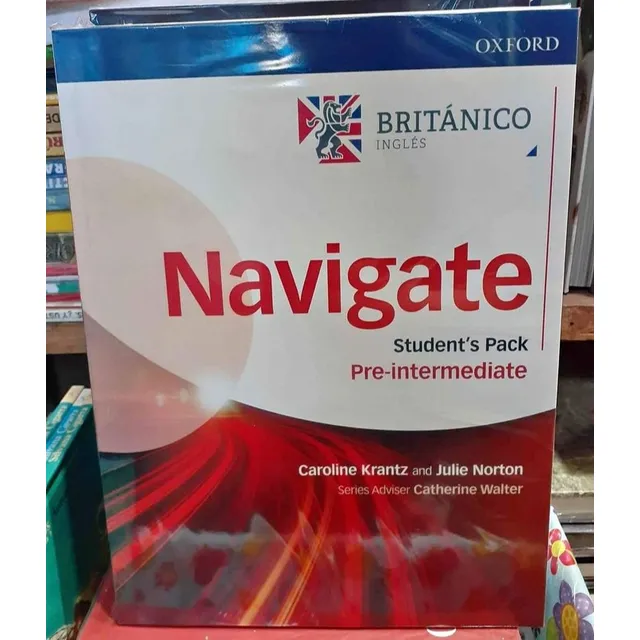 OXFORD
BRITÁNICO
INGLÉS
Navigate
Student's Pack
Pre-intermediate
Caroline Krantz and Julie Norton
Series Adviser Catherine Walter